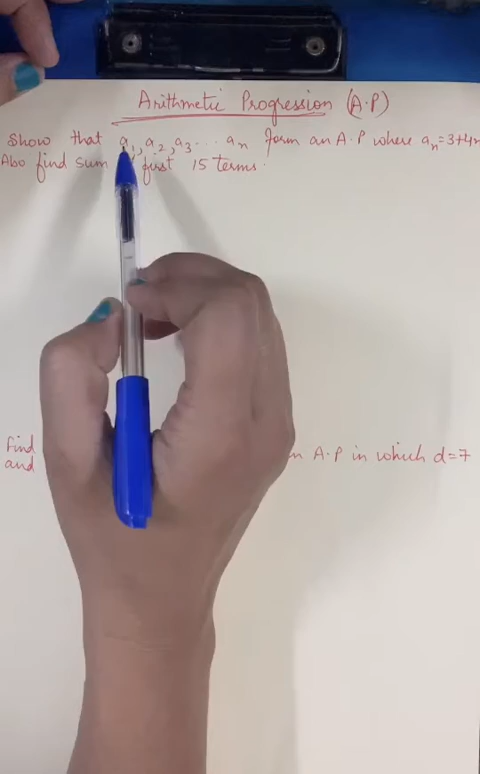 Arithmetic Progression (A.P)
Show that a₁, a₂, a₃ ... aₙ form an A.P where aₙ=3+4n
Also find sum first 15 terms.
Find A.P in which d=7
and